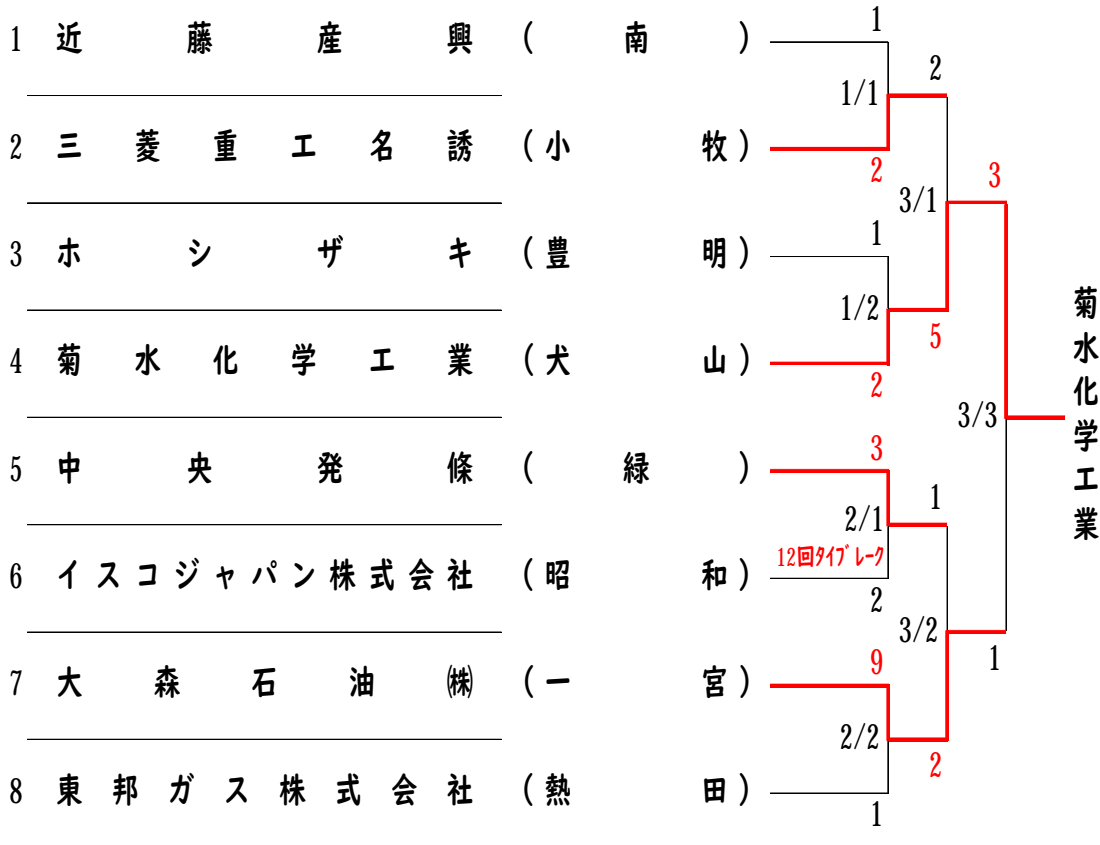 1 近藤産興 (南) 1
1/1 2
2 三菱重工名誘 (小牧) 2
3/1 3
3 ホシザキ (豊明) 1
1/2 5
4 菊水化学工業 (犬山) 2
3/3 菊水化学工業
5 中央発條 (緑) 3
2/1 1
12回タイブレーク
6 イスコジャパン株式会社 (昭和) 2
3/2 1
7 大森石油㈱ (一宮) 9
2/2 2
8 東邦ガス株式会社 (熱田) 1